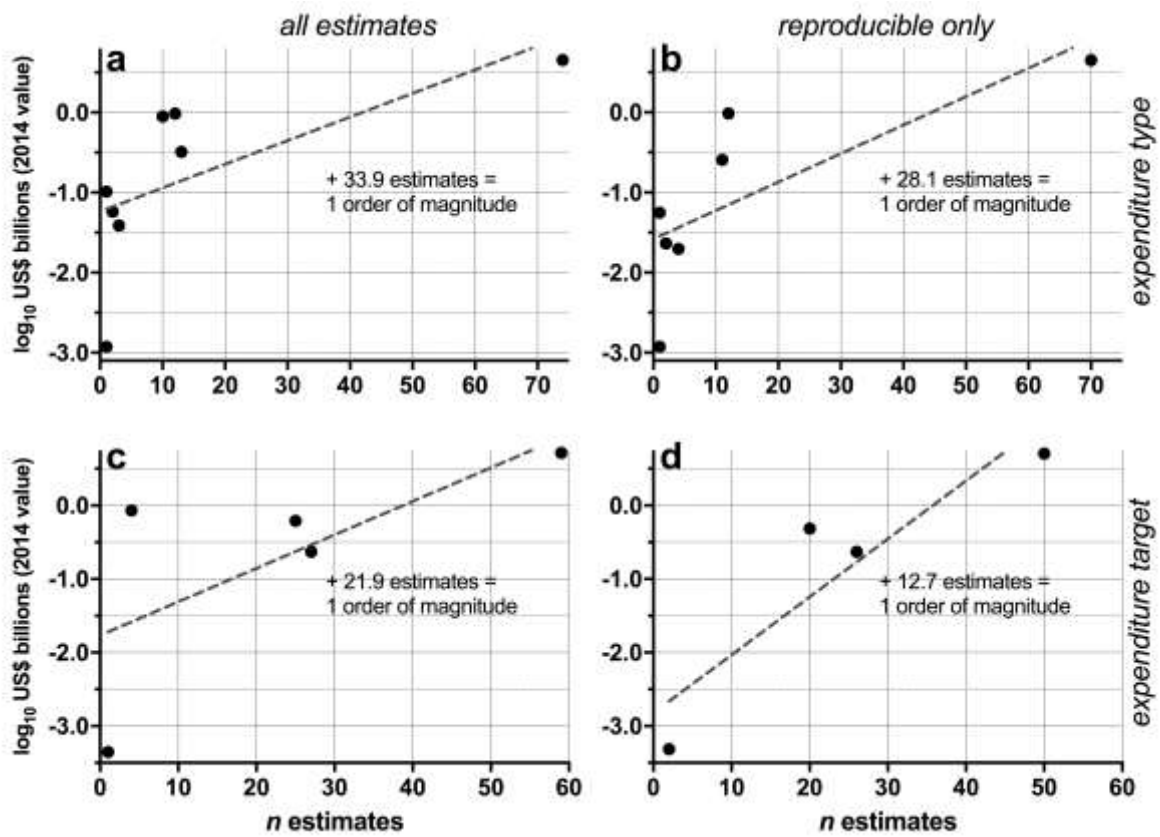 all estimates
reproducible only
a
b
log₁₀ US$ billions (2014 value)
0.0
-1.0
-2.0
-3.0
+ 33.9 estimates =
1 order of magnitude
0 10 20 30 40 50 60 70
0.0
-1.0
-2.0
-3.0
+ 28.1 estimates =
1 order of magnitude
0 10 20 30 40 50 60 70
expenditure type
c
d
log₁₀ US$ billions (2014 value)
0.0
-1.0
-2.0
-3.0
+ 21.9 estimates =
1 order of magnitude
0 10 20 30 40 50 60
n estimates
0.0
-1.0
-2.0
-3.0
+ 12.7 estimates =
1 order of magnitude
0 10 20 30 40 50 60
n estimates
expenditure target